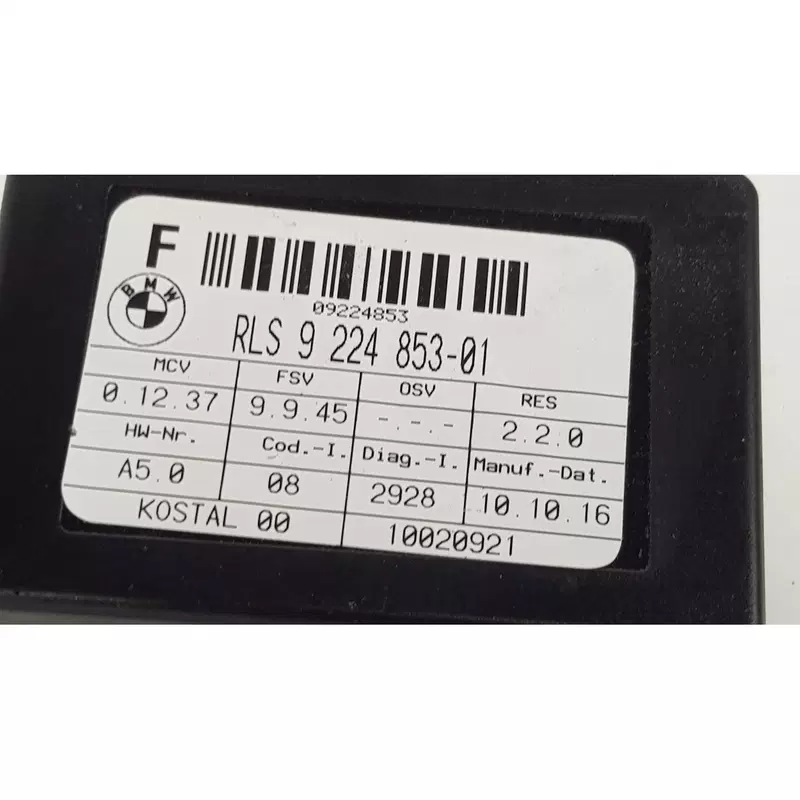 F
BMW
09224853
RLS 9 224 853-01
MCV FSV OSV RES
0.12.37 9.9.45 -.-.- 2.2.0
HW-Nr. Cod.-I. Diag.-I. Manuf.-Dat.
A5.0 08 2928 10.10.16
KOSTAL 00 10020921